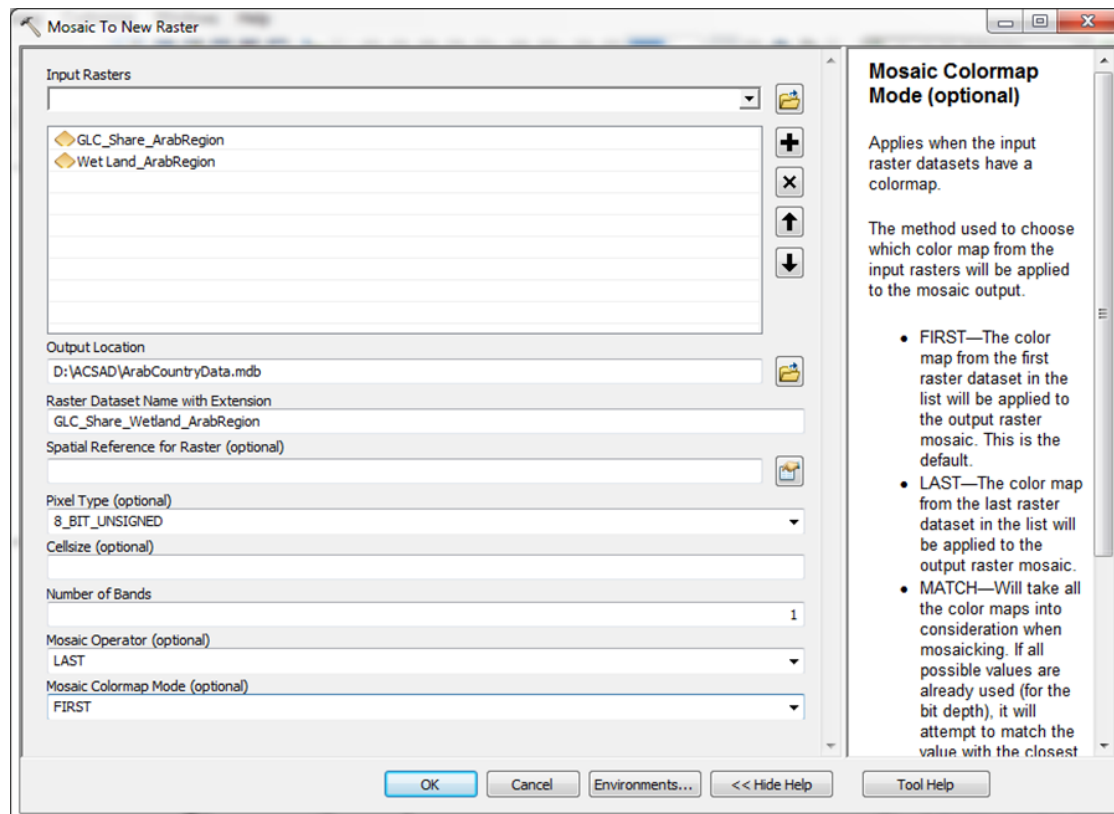 Mosaic To New Raster
Input Rasters
GLC_Share_ArabRegion
Wet Land_ArabRegion
Output Location
D:\ACSAD\ArabCountryData.mdb
Raster Dataset Name with Extension
GLC_Share_Wetland_ArabRegion
Spatial Reference for Raster (optional)
Pixel Type (optional)
8_BIT_UNSIGNED
Cellsize (optional)
Number of Bands
1
Mosaic Operator (optional)
LAST
Mosaic Colormap Mode (optional)
FIRST
Mosaic Colormap
Mode (optional)
Applies when the input
raster datasets have a
colormap.
The method used to choose
which color map from the
input rasters will be applied
to the mosaic output.
• FIRST—The color
map from the first
raster dataset in
the list will be
applied to the output raster
mosaic. This is the
default.
• LAST—The color map
from the last raster
dataset in the list will
be applied to the
output raster mosaic.
• MATCH—Will take all
the color maps into
consideration when
mosaicking. If all
possible values are
already used (for the
bit depth), it will
attempt to match the
value with the closest
OK
Cancel
Environments...
<< Hide Help
Tool Help